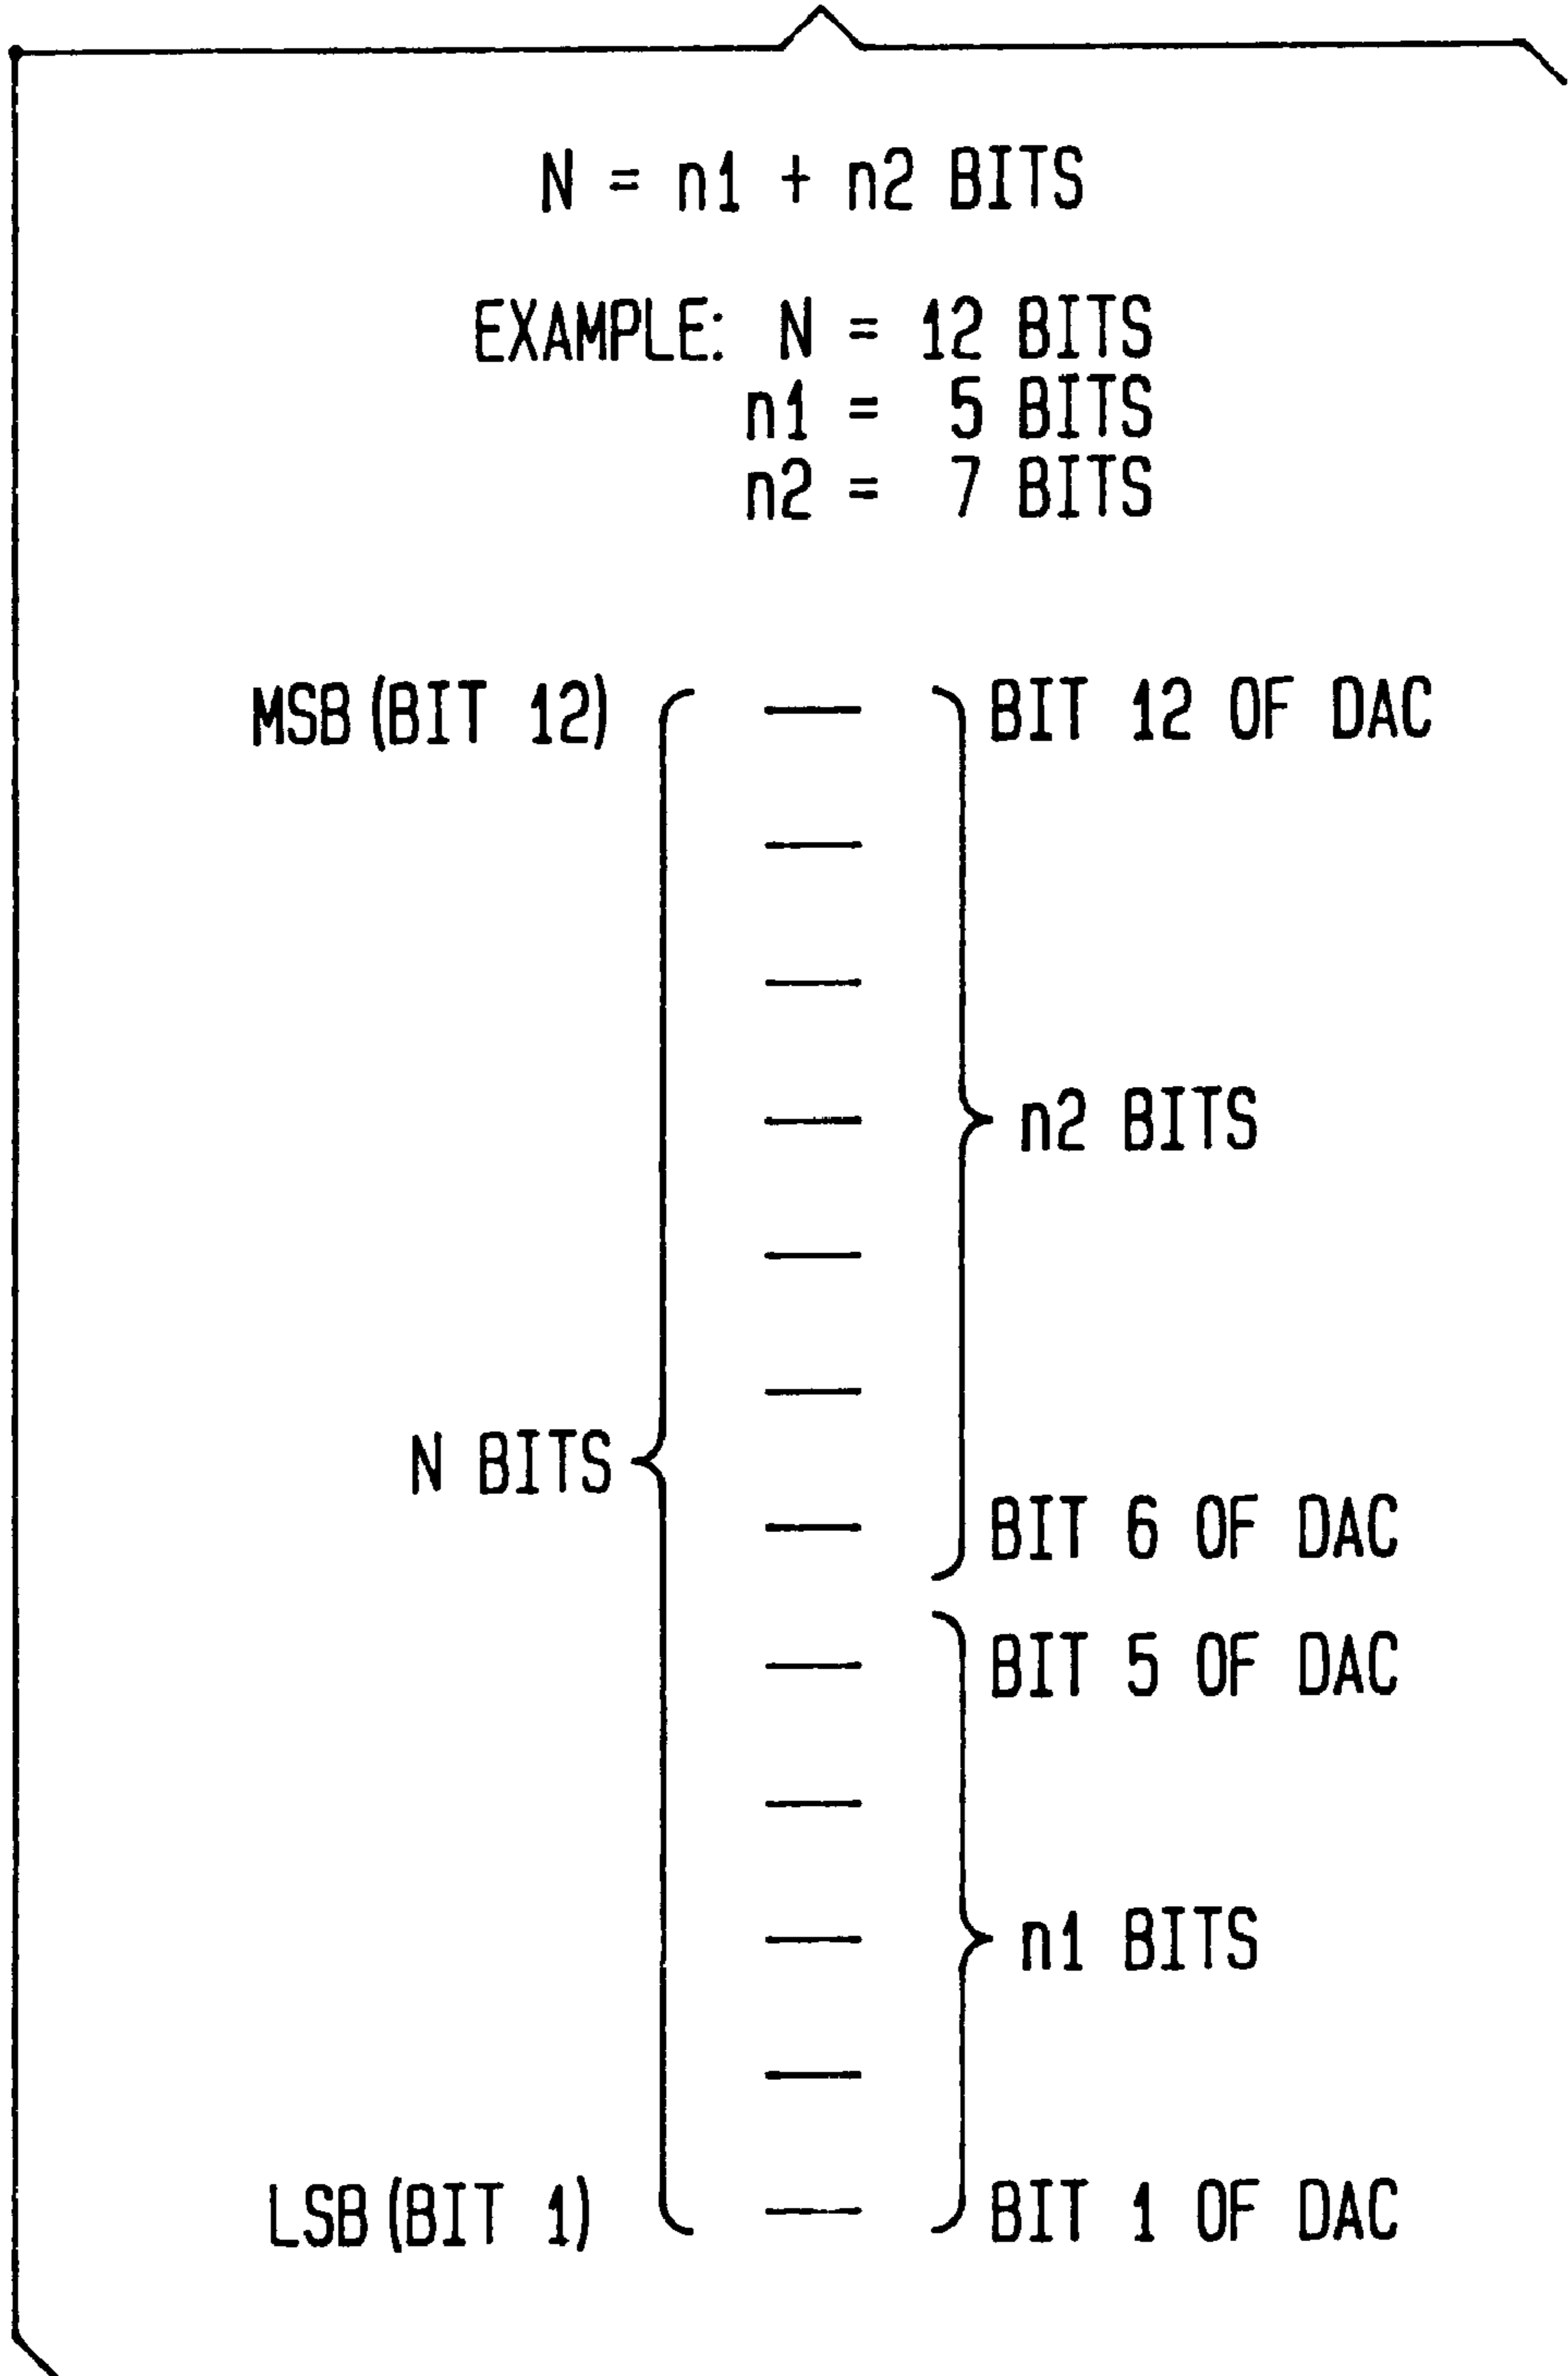 N = n1 + n2 BITS
EXAMPLE: N = 12 BITS
n1 = 5 BITS
n2 = 7 BITS
MSB(BIT 12)
BIT 12 OF DAC
n2 BITS
N BITS
BIT 6 OF DAC
BIT 5 OF DAC
n1 BITS
LSB(BIT 1)
BIT 1 OF DAC